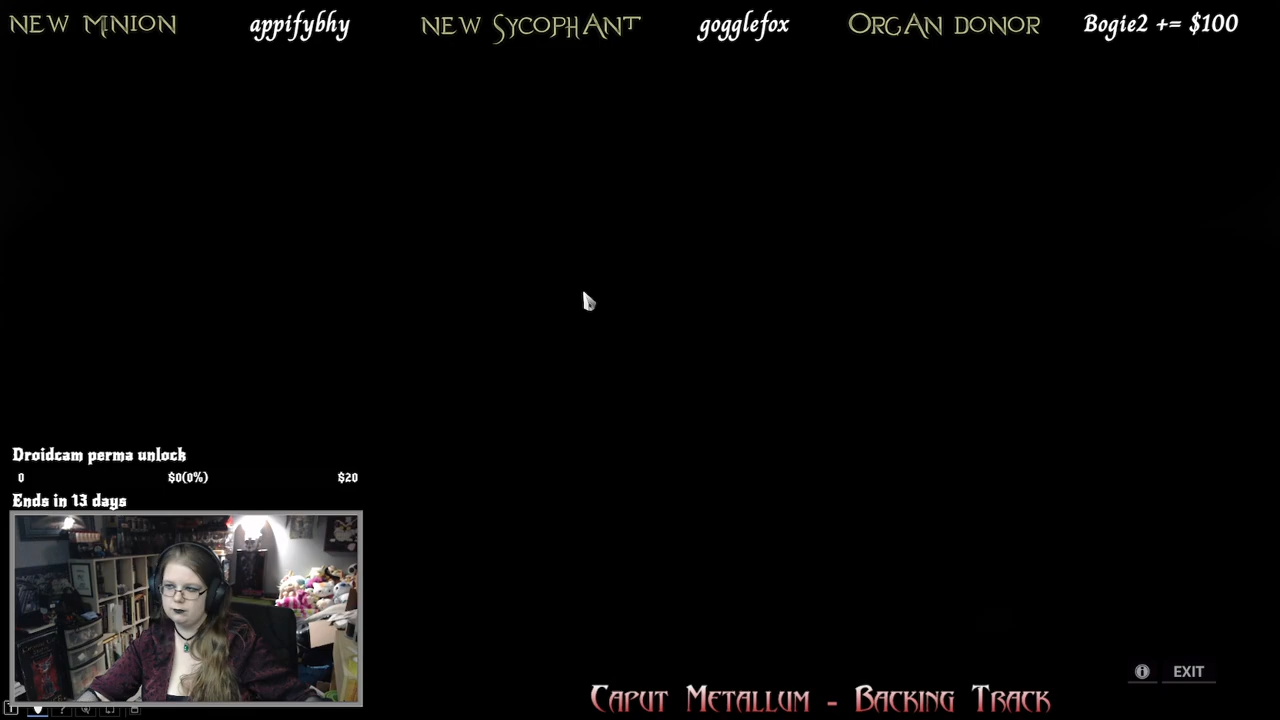 NEW MINION appifybhy NEW SYCOPHANT gogglefox ORGAN DONOR Bogie2 += $100
Droidcam perma unlock
0 $0(0%) $20
Ends in 13 days
EXIT
CAPUT METALLUM - BACKING TRACK